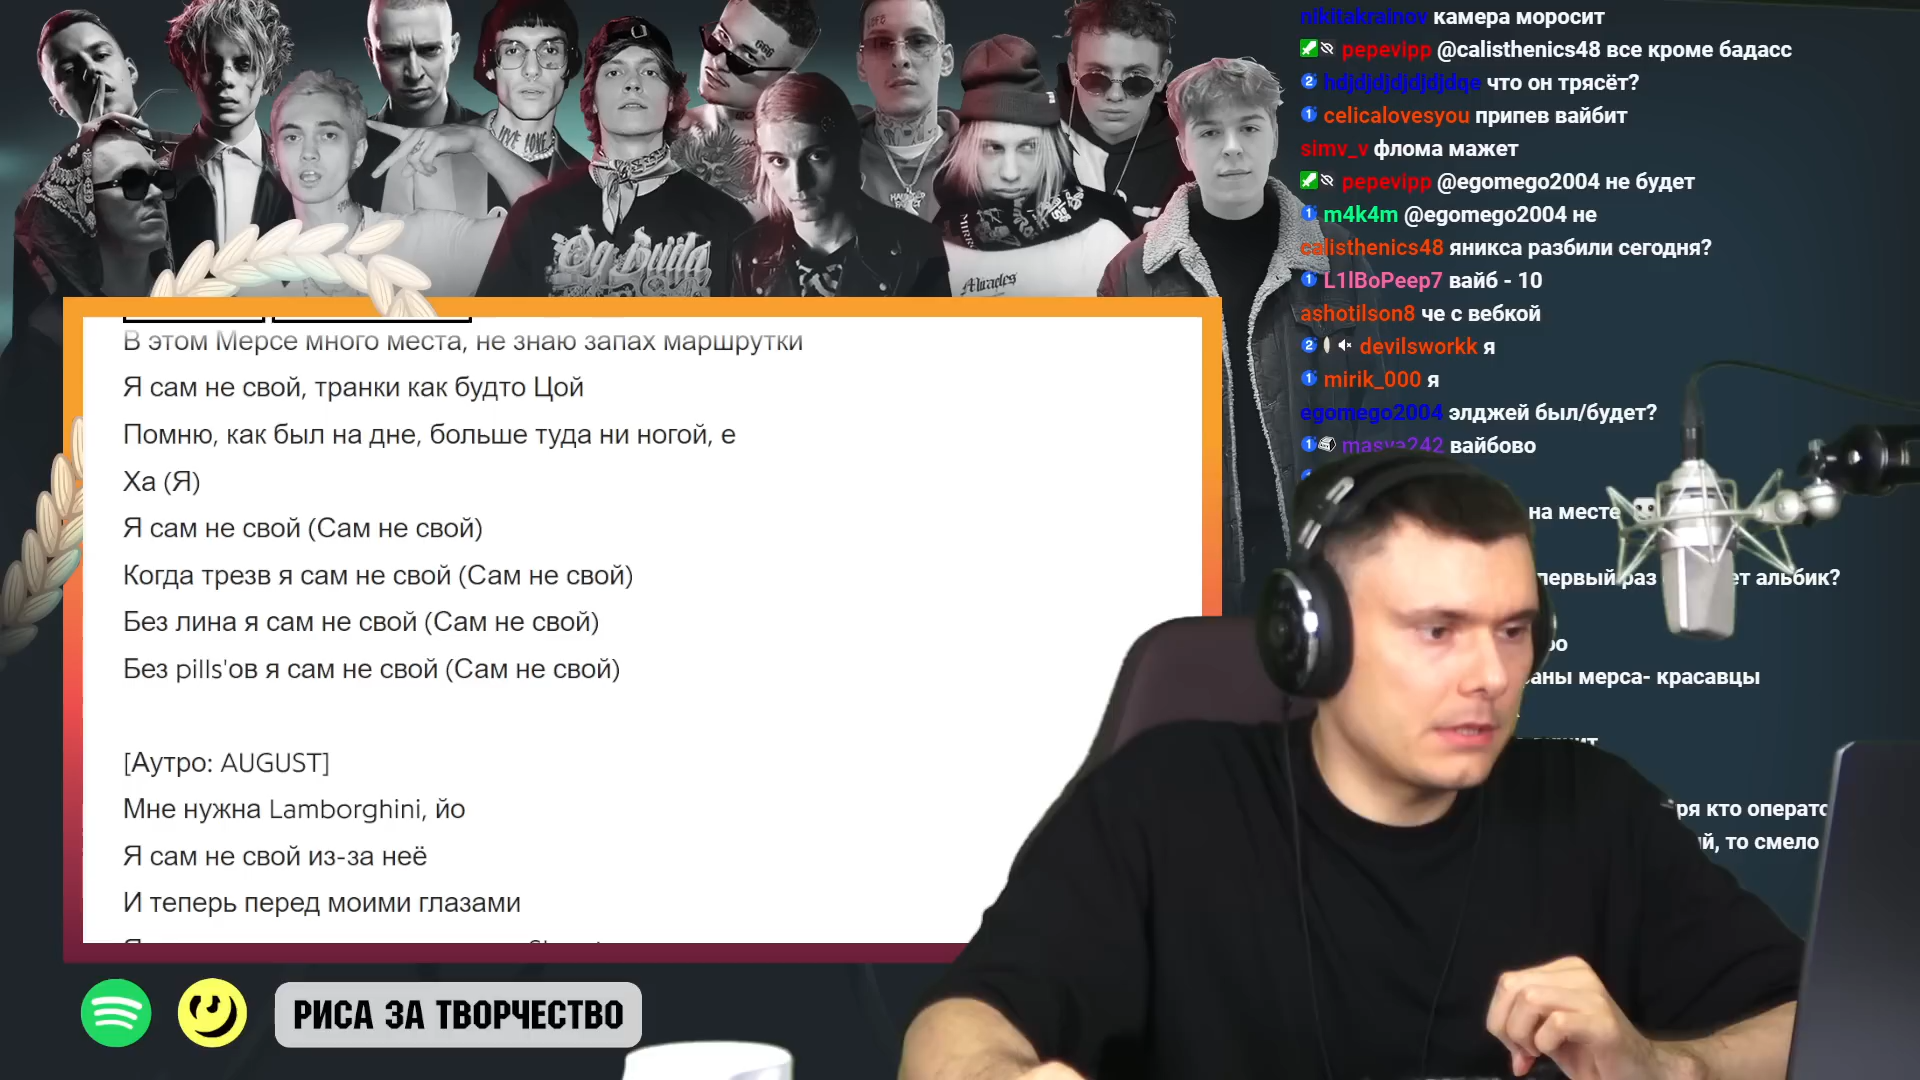 В этом Мерсе много места, не знаю запах маршрутки
Я сам не свой, транки как будто Цой
Помню, как был на дне, больше туда ни ногой, е
Ха (Я)
Я сам не свой (Сам не свой)
Когда трезв я сам не свой (Сам не свой)
Без лина я сам не свой (Сам не свой)
Без pills'ов я сам не свой (Сам не свой)
[Аутро: AUGUST]
Мне нужна Lamborghini, йо
Я сам не свой из-за неё
И теперь перед моими глазами
РИСА ЗА ТВОРЧЕСТВО
nikitakrainov камера моросит
pepevipp @calisthenics48 все кроме бадасс
hdjdjdjdjdjdjdqe что он трясёт?
celicalovesyou припев вайбит
simv_v флома мажет
pepevipp @egomego2004 не будет
m4k4m @egomego2004 не
calisthenics48 яникса разбили сегодня?
L1lBoPeep7 вайб - 10
ashotilson8 че с вебкой
devilsworkk я
mirik_000 я
egomego2004 элджей был/будет?
masya242 вайбово
на месте
первый раз альбик?
мерса- красавцы
кто
то смело
Og Buda
Miracles